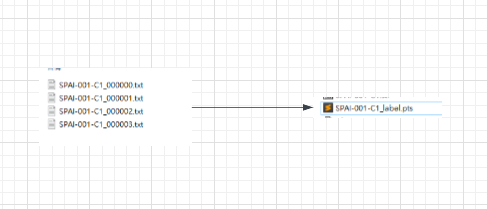 SPAI-001-C1_000000.txt
SPAI-001-C1_000001.txt
SPAI-001-C1_000002.txt
SPAI-001-C1_000003.txt
SPAI-001-C1_label.pts